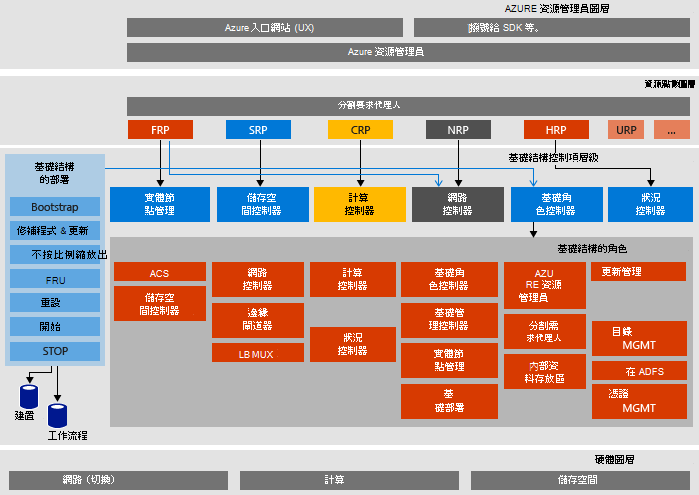 AZURE 資源管理員圖層
Azure 入口網站 (UX)
撥號給 SDK 等。
Azure 資源管理員
資源點數圖層
分割要求代理人
FRP
SRP
CRP
NRP
HRP
URP
...
基礎結構控制項層級
基礎結構
的部署
Bootstrap
修補程式 & 更新
不按比例縮放出
FRU
重設
開始
STOP
建置
工作流程
實體節
點管理
儲存空
間控制器
計算
控制器
網路
控制器
基礎角
色控制器
狀況
控制器
基礎結構的角色
ACS
儲存空
間控制器
網路
控制器
邊緣
閘道器
LB MUX
計算
控制器
狀況
控制器
基礎角
色控制器
基礎管
理控制器
實體節
點管理
基
礎部署
AZU
RE 資源
管理員
分割需
求代理人
內部資
料存放區
更新管理
目錄
MGMT
在 ADFS
憑證
MGMT
硬體圖層
網路（切換）
計算
儲存空間